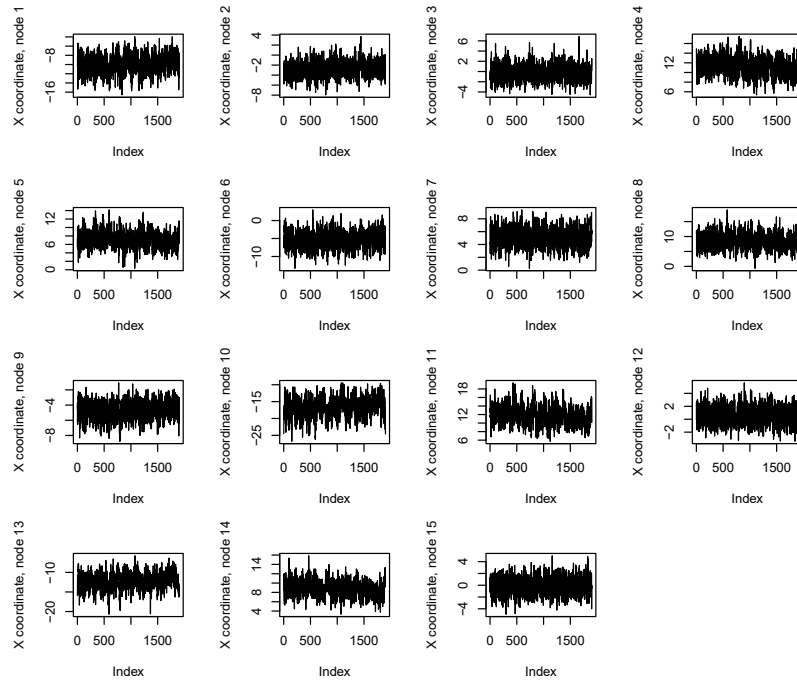 X coordinate, node 1
−16
−8
0 500 1500
Index
X coordinate, node 2
−8
−2
4
0 500 1500
Index
X coordinate, node 3
−4
2
6
0 500 1500
Index
X coordinate, node 4
6
12
0 500 1500
Index
X coordinate, node 5
0
6
12
0 500 1500
Index
X coordinate, node 6
−10
0
0 500 1500
Index
X coordinate, node 7
0
4
8
0 500 1500
Index
X coordinate, node 8
0
10
0 500 1500
Index
X coordinate, node 9
−8
−4
0 500 1500
Index
X coordinate, node 10
−25
−15
0 500 1500
Index
X coordinate, node 11
6
12
18
0 500 1500
Index
X coordinate, node 12
−2
2
0 500 1500
Index
X coordinate, node 13
−20
−10
0 500 1500
Index
X coordinate, node 14
4
8
14
0 500 1500
Index
X coordinate, node 15
−4
0
4
0 500 1500
Index